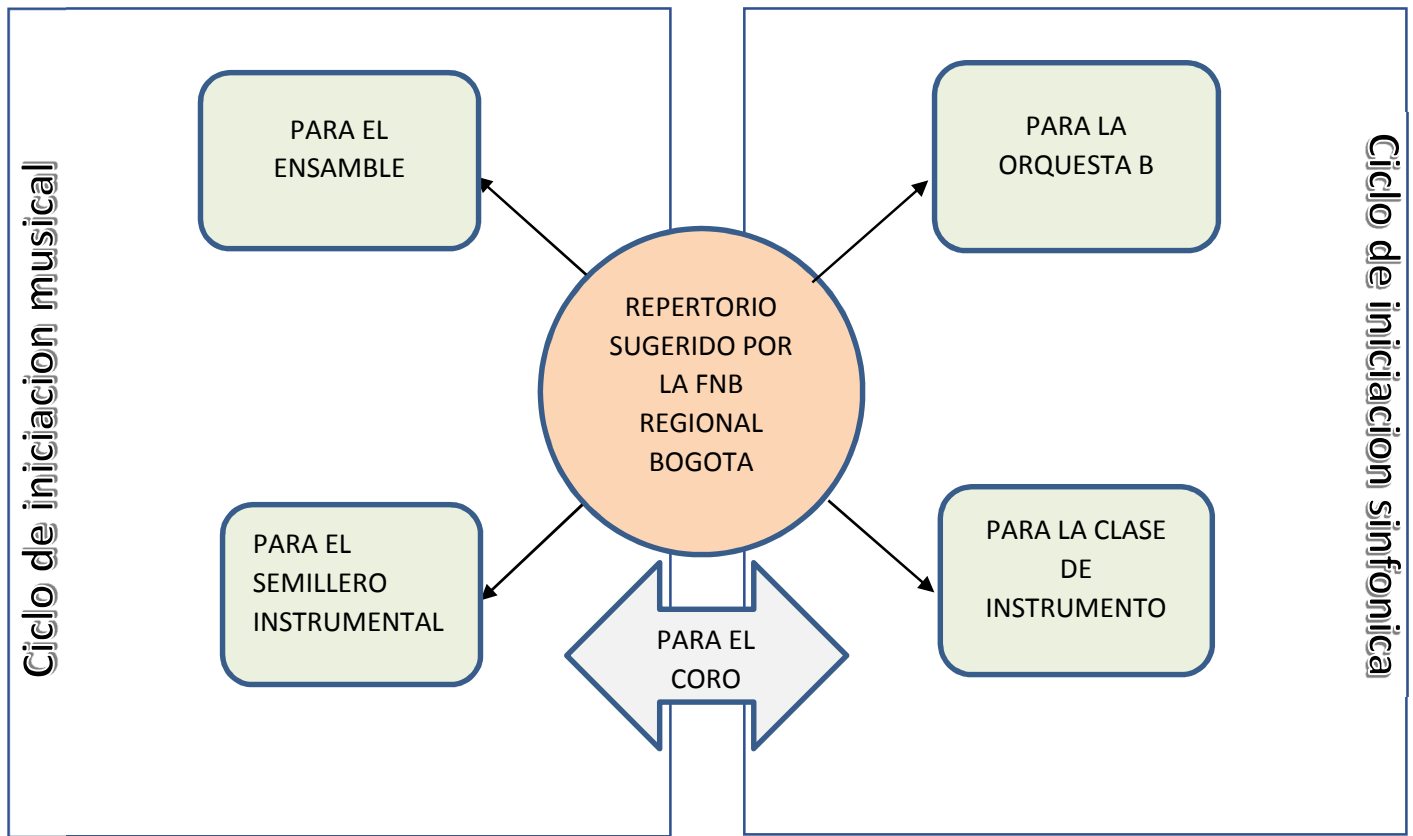 Ciclo de iniciacion musical
PARA EL
ENSAMBLE
PARA LA
ORQUESTA B
REPERTORIO
SUGERIDO POR
LA FNB
REGIONAL
BOGOTA
PARA EL
SEMILLERO
INSTRUMENTAL
PARA LA CLASE
DE
INSTRUMENTO
PARA EL
CORO
Ciclo de iniciacion sinfonica